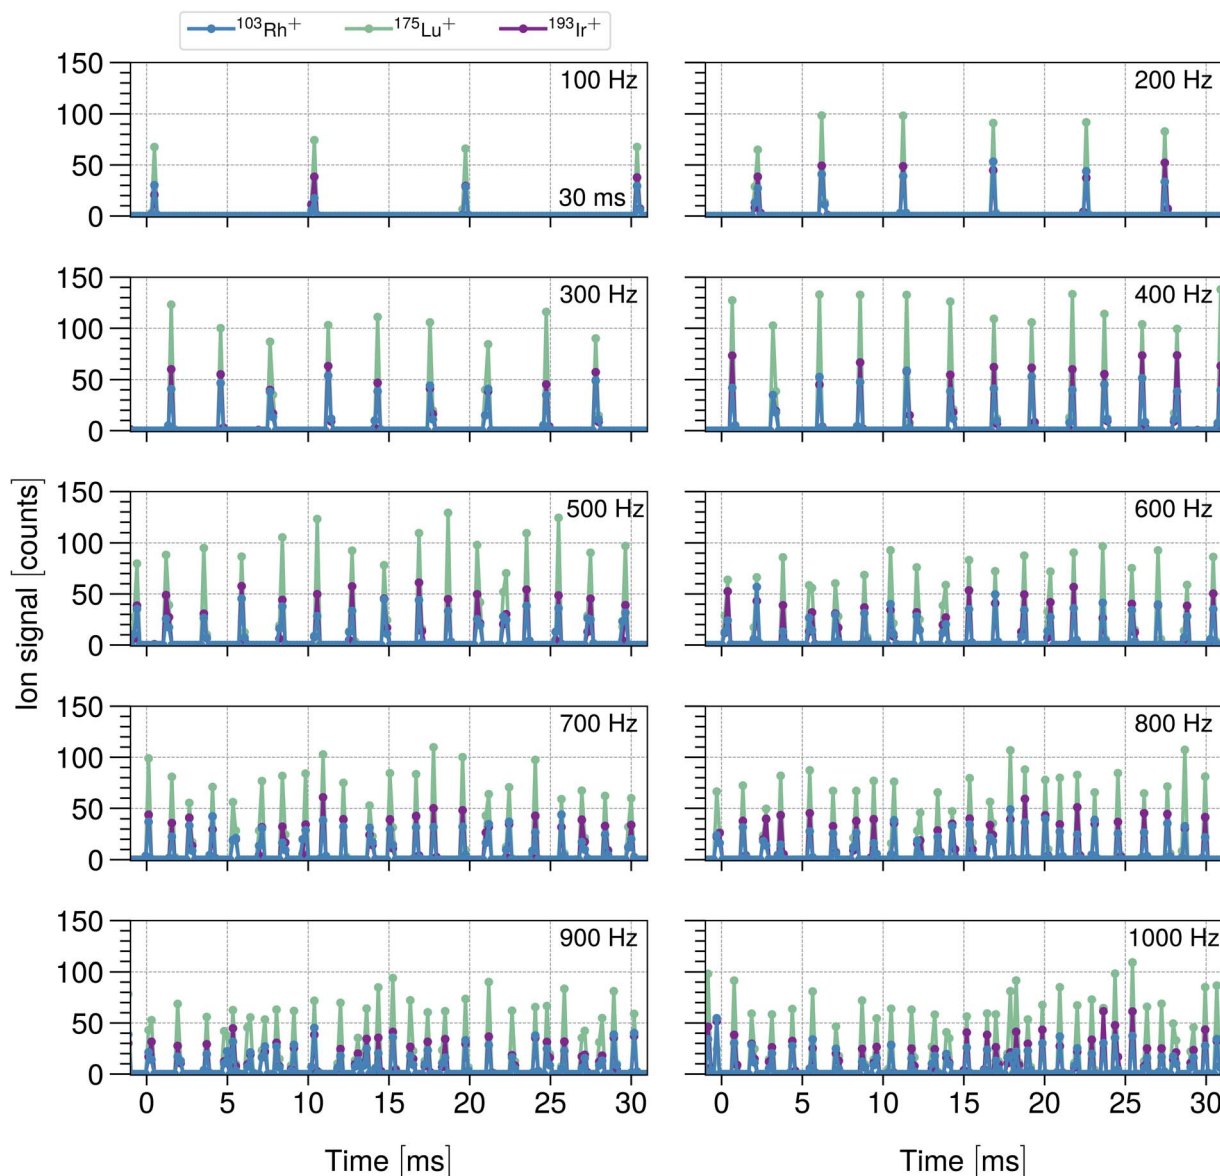 ¹⁰³Rh⁺ ¹⁷⁵Lu⁺ ¹⁹³Ir⁺
150 100 Hz 200 Hz
100
50
30 ms
0
150 300 Hz 400 Hz
100
50
0
150 500 Hz 600 Hz
100
50
0
150 700 Hz 800 Hz
100
50
0
150 900 Hz 1000 Hz
100
50
0
Ion signal [counts]
0 5 10 15 20 25 30 0 5 10 15 20 25 30
Time [ms] Time [ms]